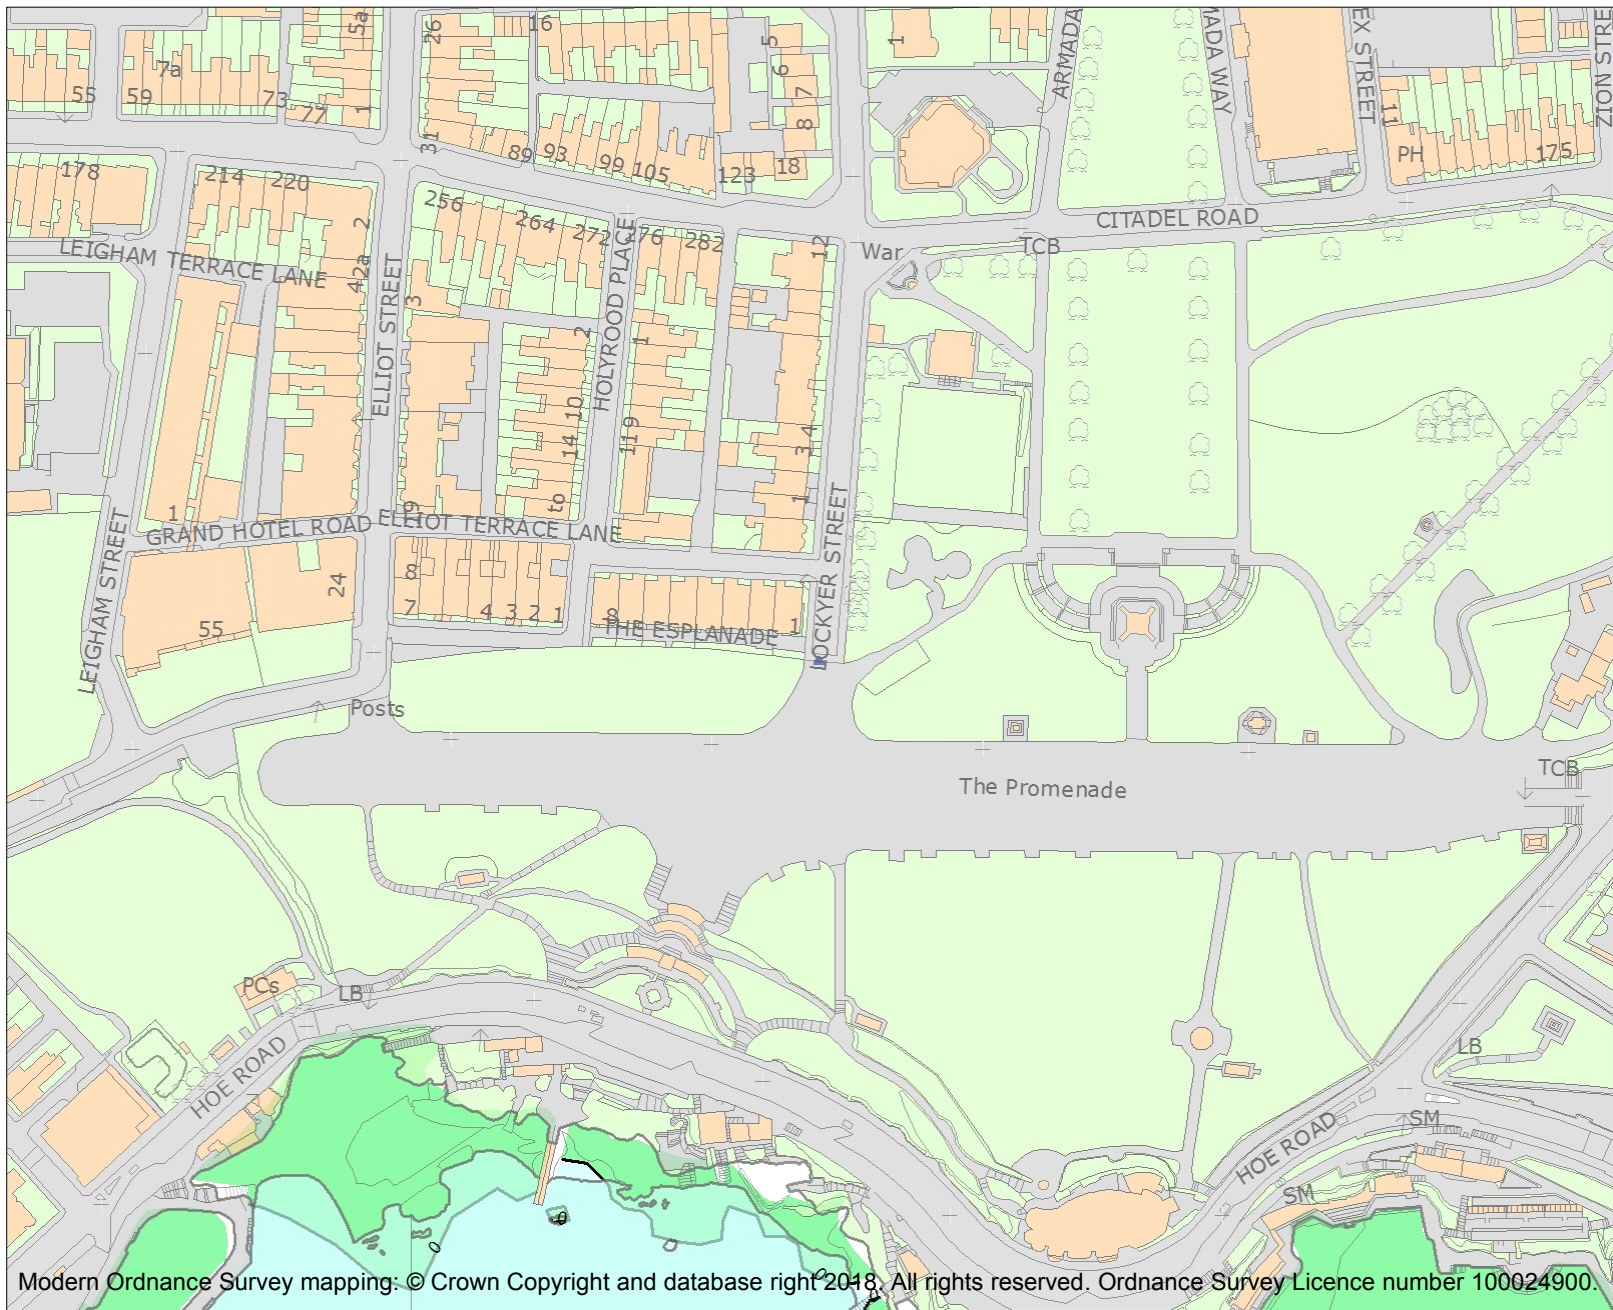 5a
26
16
5
1
ARMADA
MADA WAY
EX STREET
ZION STRE
7a
6
55
59
73
77
1
7
8
11
31
89
93
99
105
123
18
PH
175
178
214
220
2
256
264
272
276
282
12
CITADEL ROAD
War
TCB
LEIGHAM TERRACE LANE
42a
ELLIOT STREET
3
HOLYROOD PLACE
2
1
10
14
119
3 4
1
to
19
1
GRAND HOTEL ROAD
ELLIOT TERRACE LANE
LEIGHAM STREET
LOCKYER STREET
8
24
7
4
3
2
1
9
THE ESPLANADE
1
55
Posts
The Promenade
TCB
PCs
LB
HOE ROAD
LB
SM
HOE ROAD
SM
Modern Ordnance Survey mapping: © Crown Copyright and database right 2018. All rights reserved. Ordnance Survey Licence number 100024900.